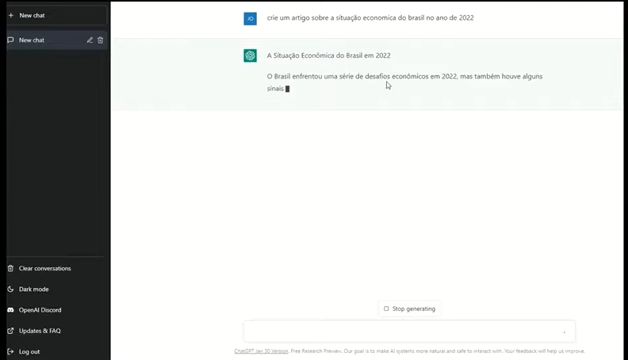 New chat
New chat
crie um artigo sobre a situação economica do brasil no ano de 2022
A Situação Econômica do Brasil em 2022
O Brasil enfrentou uma série de desafios econômicos em 2022, mas também houve alguns
sinais
Clear conversations
Dark mode
OpenAI Discord
Updates & FAQ
Log out
Stop generating
ChatGPT Jan 30 Version. Free Research Preview. Our goal is to make AI systems more natural and safe to interact with. Your feedback will help us improve.